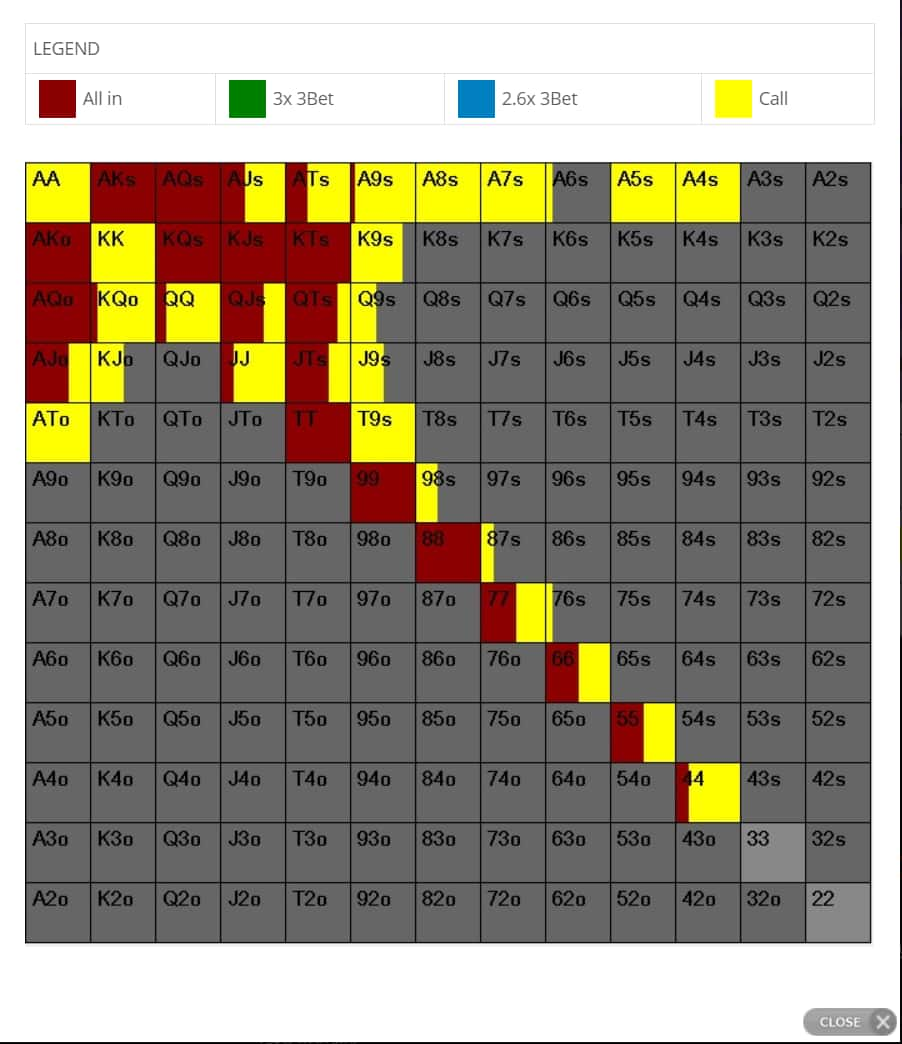 LEGEND
All in 3x 3Bet 2.6x 3Bet Call
AA AKs AQs AJs ATs A9s A8s A7s A6s A5s A4s A3s A2s
AKo KK KQs KJs KTs K9s K8s K7s K6s K5s K4s K3s K2s
AQo KQo QQ QJs QTs Q9s Q8s Q7s Q6s Q5s Q4s Q3s Q2s
AJo KJo QJo JJ JTs J9s J8s J7s J6s J5s J4s J3s J2s
ATo KTo QTo JTo TT T9s T8s T7s T6s T5s T4s T3s T2s
A9o K9o Q9o J9o T9o 99 98s 97s 96s 95s 94s 93s 92s
A8o K8o Q8o J8o T8o 98o 88 87s 86s 85s 84s 83s 82s
A7o K7o Q7o J7o T7o 97o 87o 77 76s 75s 74s 73s 72s
A6o K6o Q6o J6o T6o 96o 86o 76o 66 65s 64s 63s 62s
A5o K5o Q5o J5o T5o 95o 85o 75o 65o 55 54s 53s 52s
A4o K4o Q4o J4o T4o 94o 84o 74o 64o 54o 44 43s 42s
A3o K3o Q3o J3o T3o 93o 83o 73o 63o 53o 43o 33 32s
A2o K2o Q2o J2o T2o 92o 82o 72o 62o 52o 42o 32o 22
CLOSE